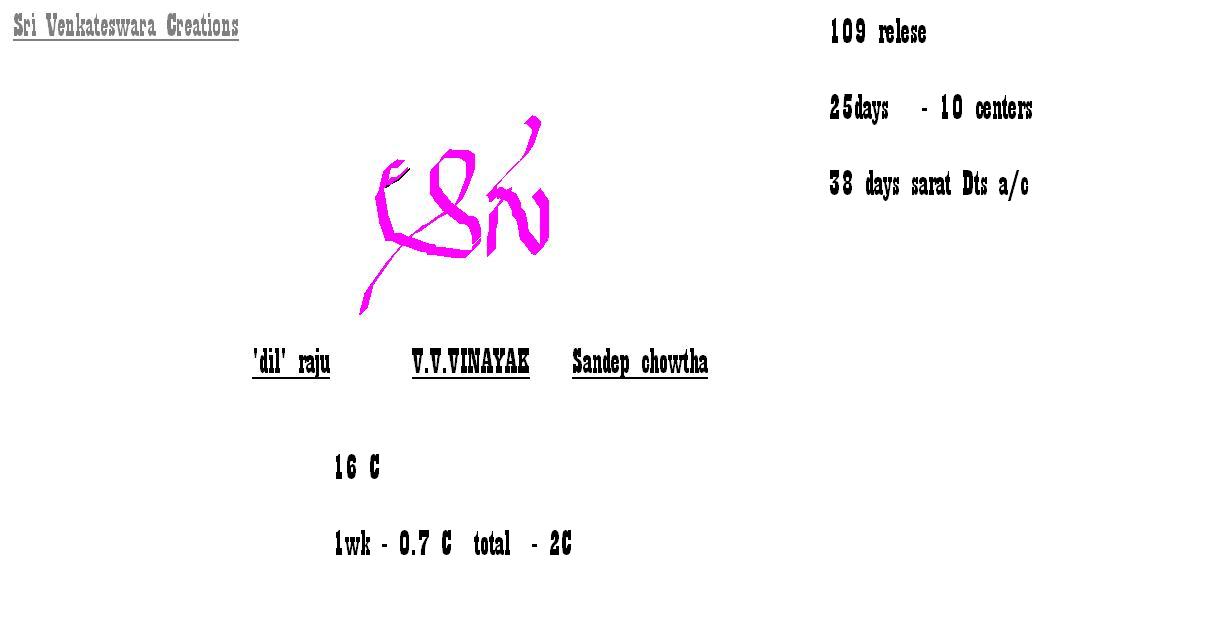 Sri Venkateswara Creations
109 relese
25days - 10 centers
38 days sarat Dts a/c
'dil' raju V.V.VINAYAK Sandep chowtha
16 C
1wk - 0.7 C total - 2C